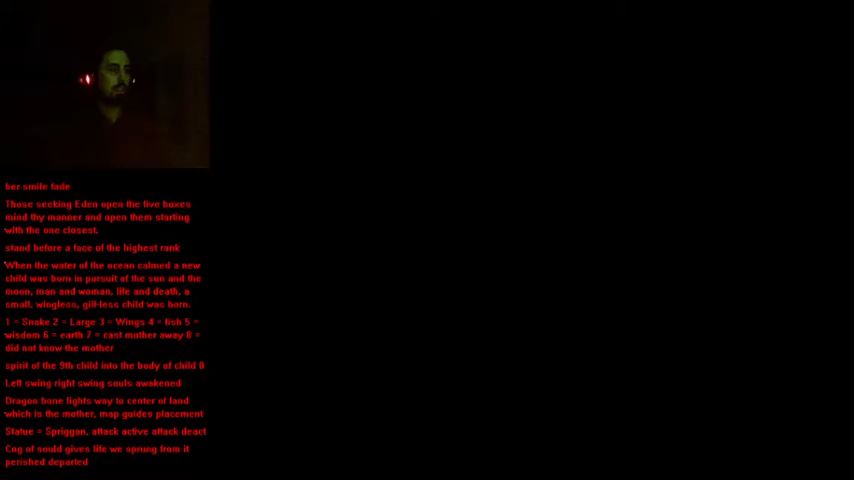 her smile fade
Those seeking Eden open the five boxes
mind thy manner and open them starting
with the one closest.
stand before a face of the highest rank
When the water of the ocean calmed a new
child was born in pursuit of the sun and the
moon, man and woman, life and death, a
small, wingless, gill-less child was born.
1 = Snake 2 = Large 3 = Wings 4 = fish 5 =
wisdom 6 = earth 7 = cast mother away 8 =
did not know the mother
spirit of the 9th child into the body of child 8
Left swing right swing souls awakened
Dragon bone lights way to center of land
which is the mother, map guides placement
Statue = Spriggan, attack active attack deact
Cog of sould gives life we sprung from it
perished departed